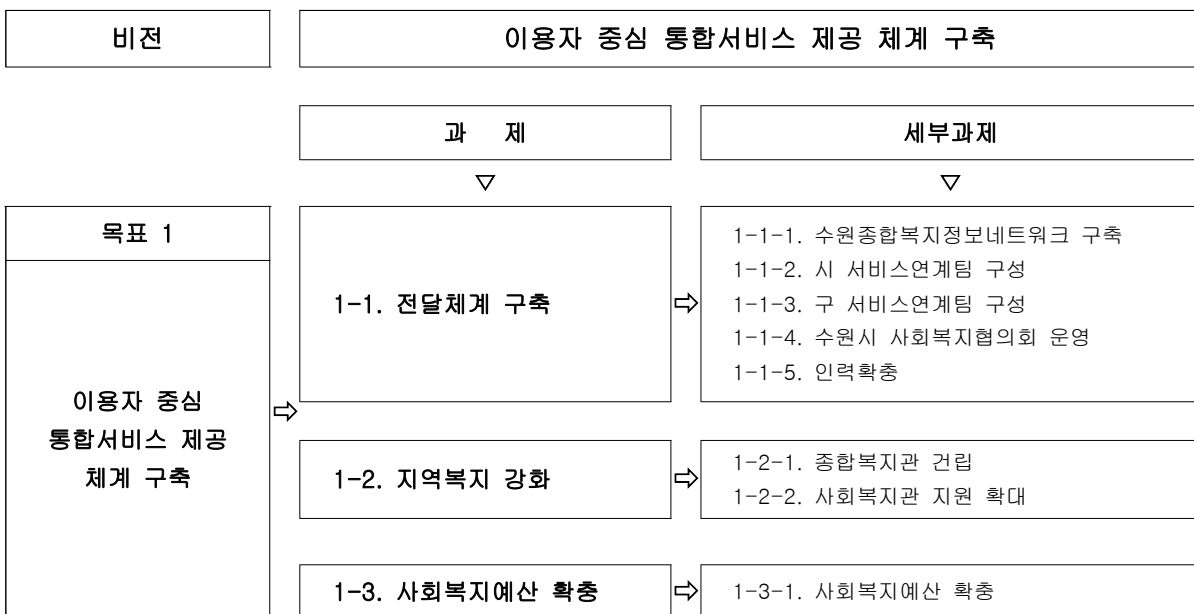 비전
이용자 중심 통합서비스 제공 체계 구축
과 제
세부과제
▽
▽
목표 1
이용자 중심
통합서비스 제공
체계 구축
⇨
1-1. 전달체계 구축
⇨
1-1-1. 수원종합복지정보네트워크 구축
1-1-2. 시 서비스연계팀 구성
1-1-3. 구 서비스연계팀 구성
1-1-4. 수원시 사회복지협의회 운영
1-1-5. 인력확충
1-2. 지역복지 강화
⇨
1-2-1. 종합복지관 건립
1-2-2. 사회복지관 지원 확대
1-3. 사회복지예산 확충
⇨
1-3-1. 사회복지예산 확충